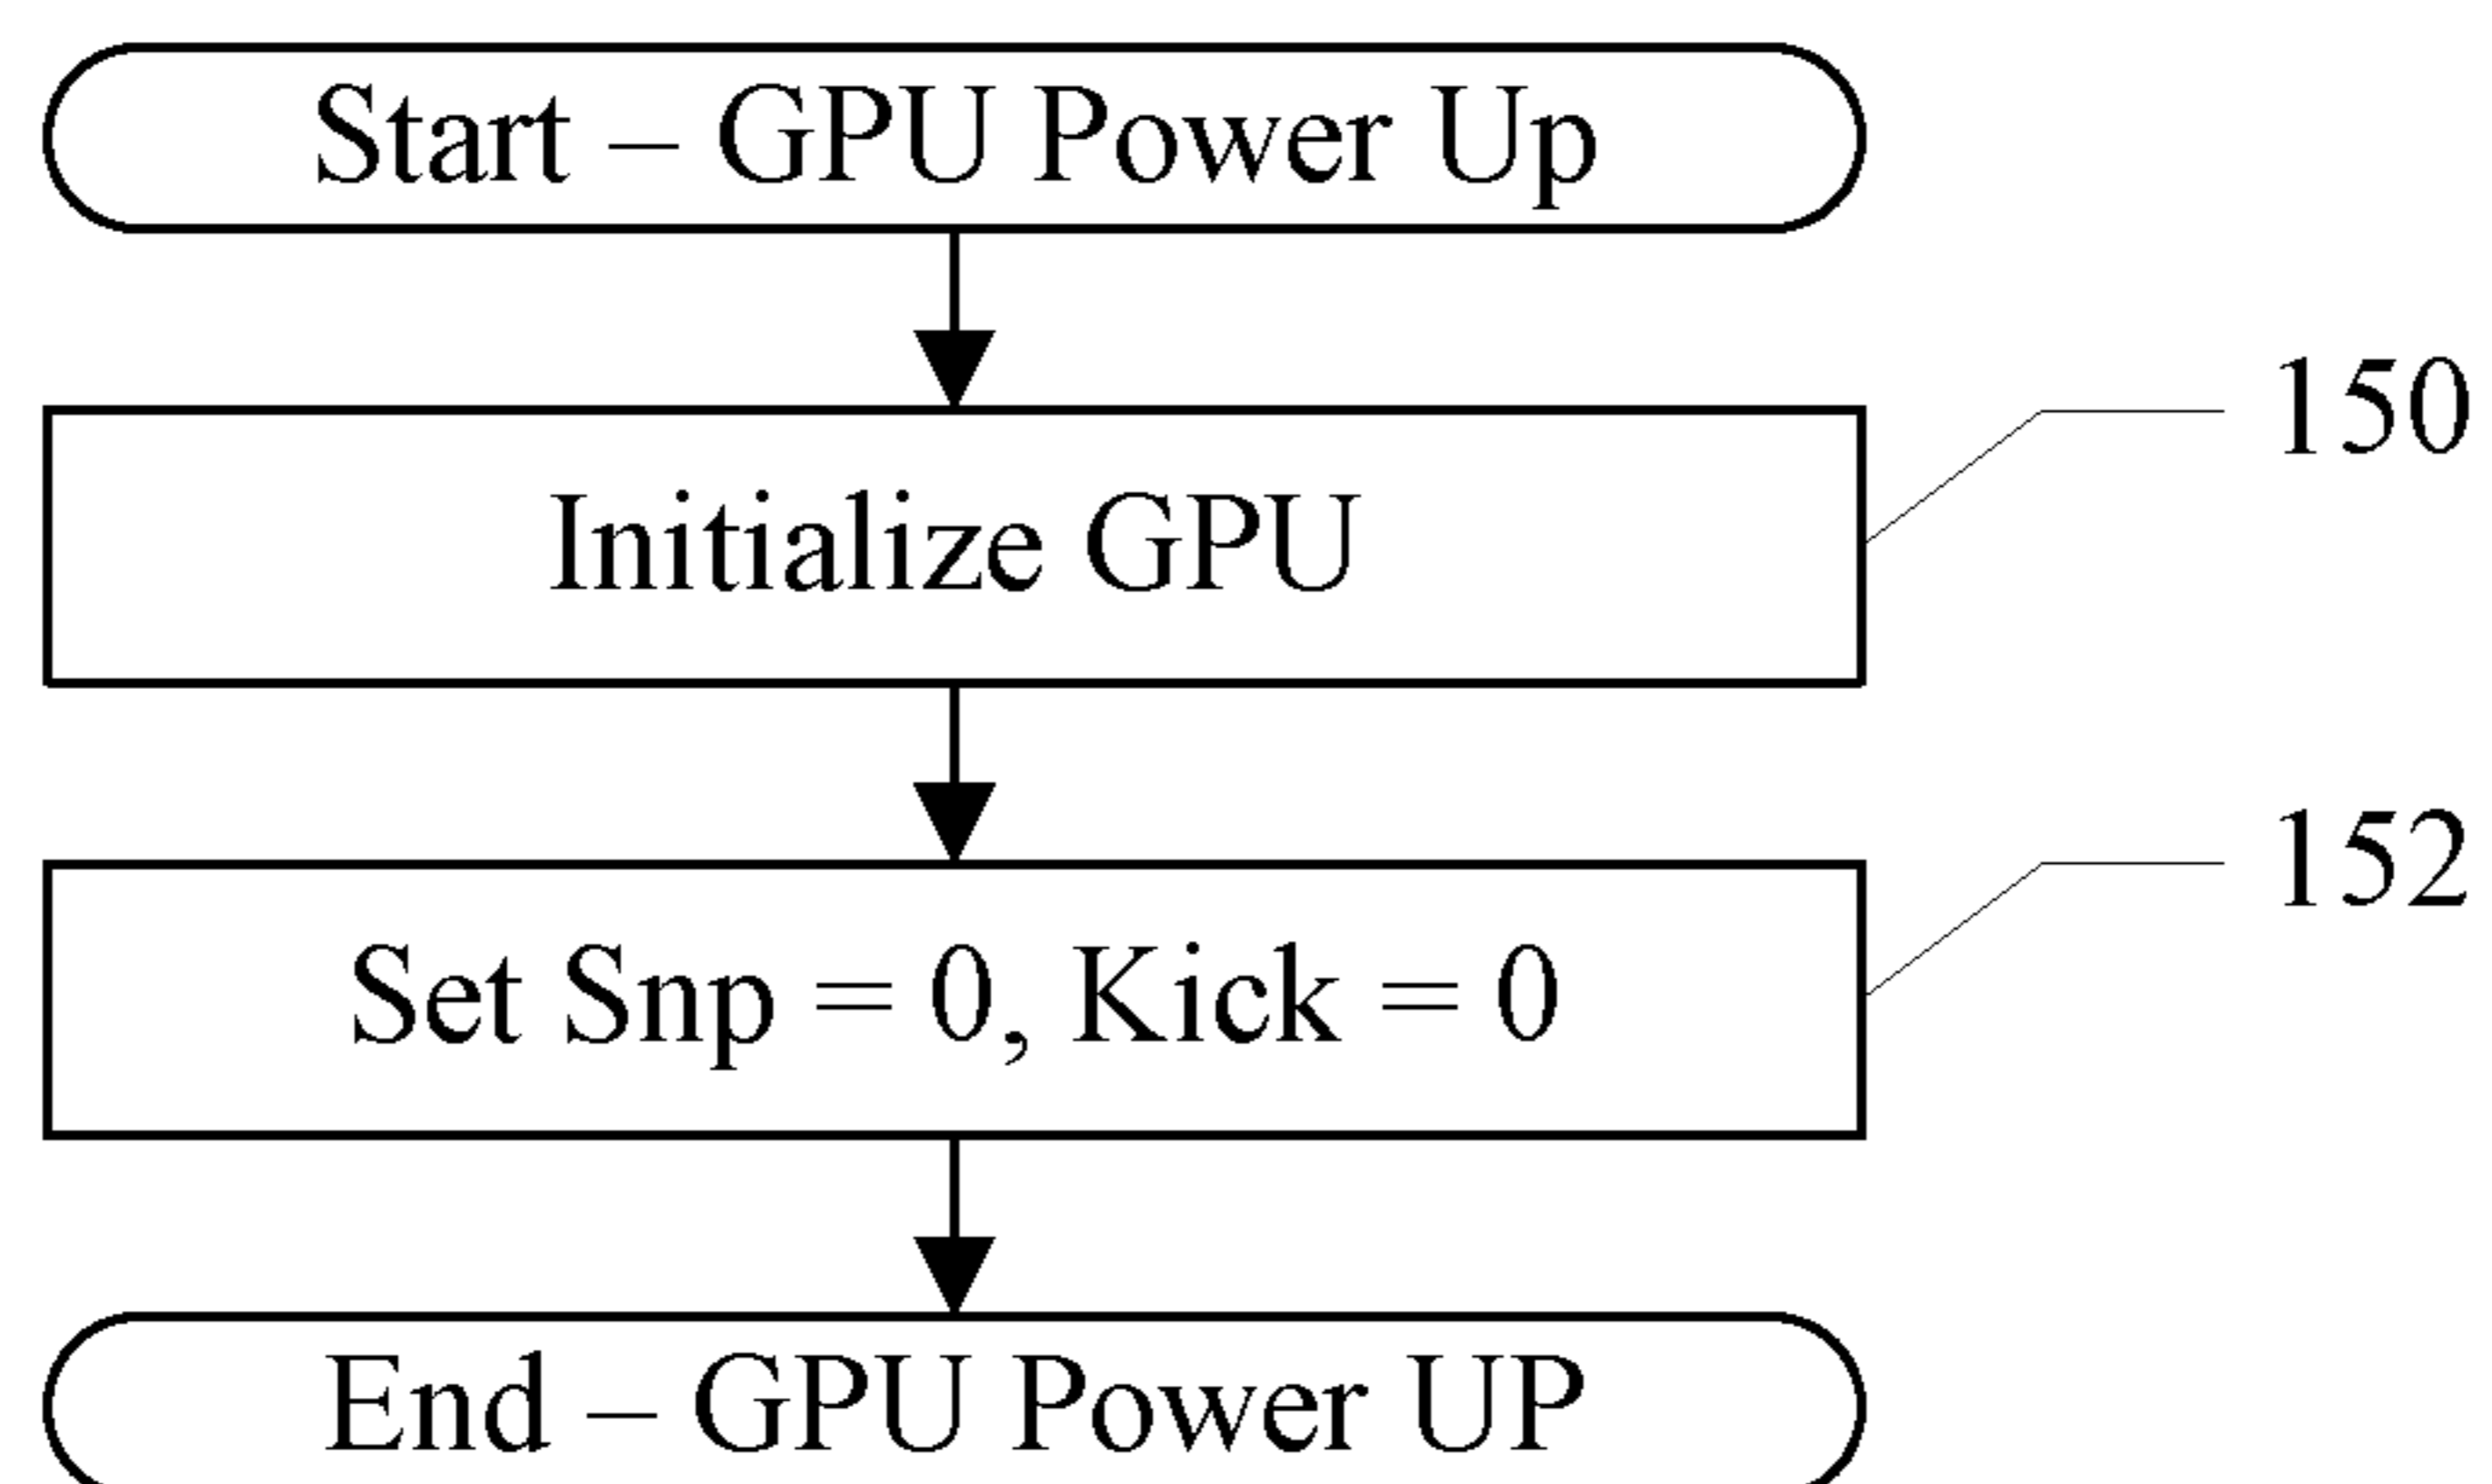 Start – GPU Power Up
150
Initialize GPU
152
Set Snp = 0, Kick = 0
End – GPU Power UP